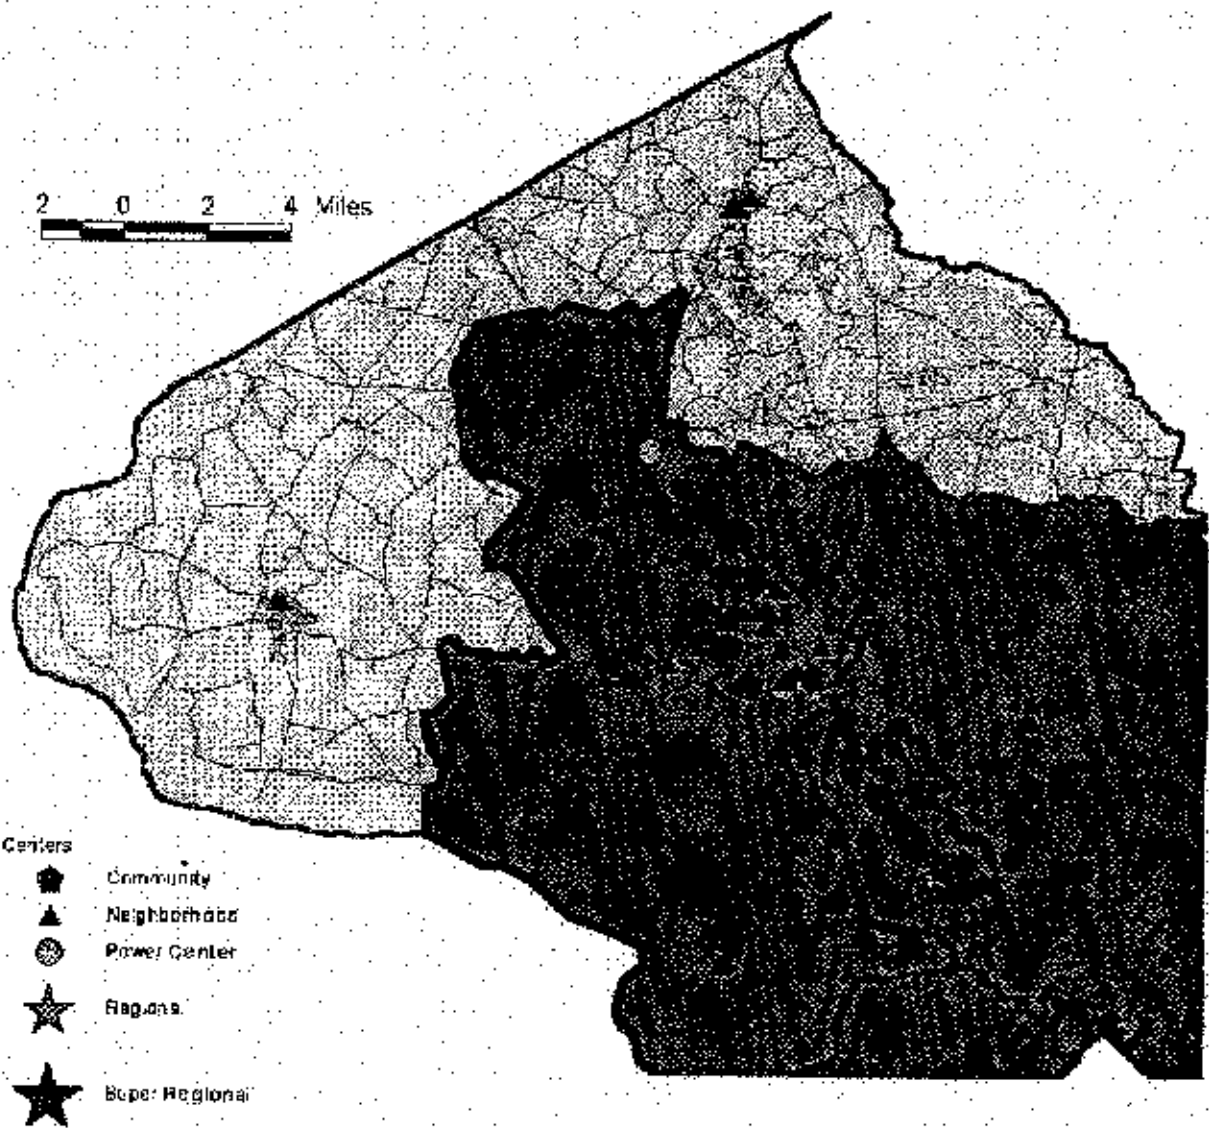 2 0 2 4 Miles
Centers
Community
Neighborhood
Power Center
Regional
Super Regional